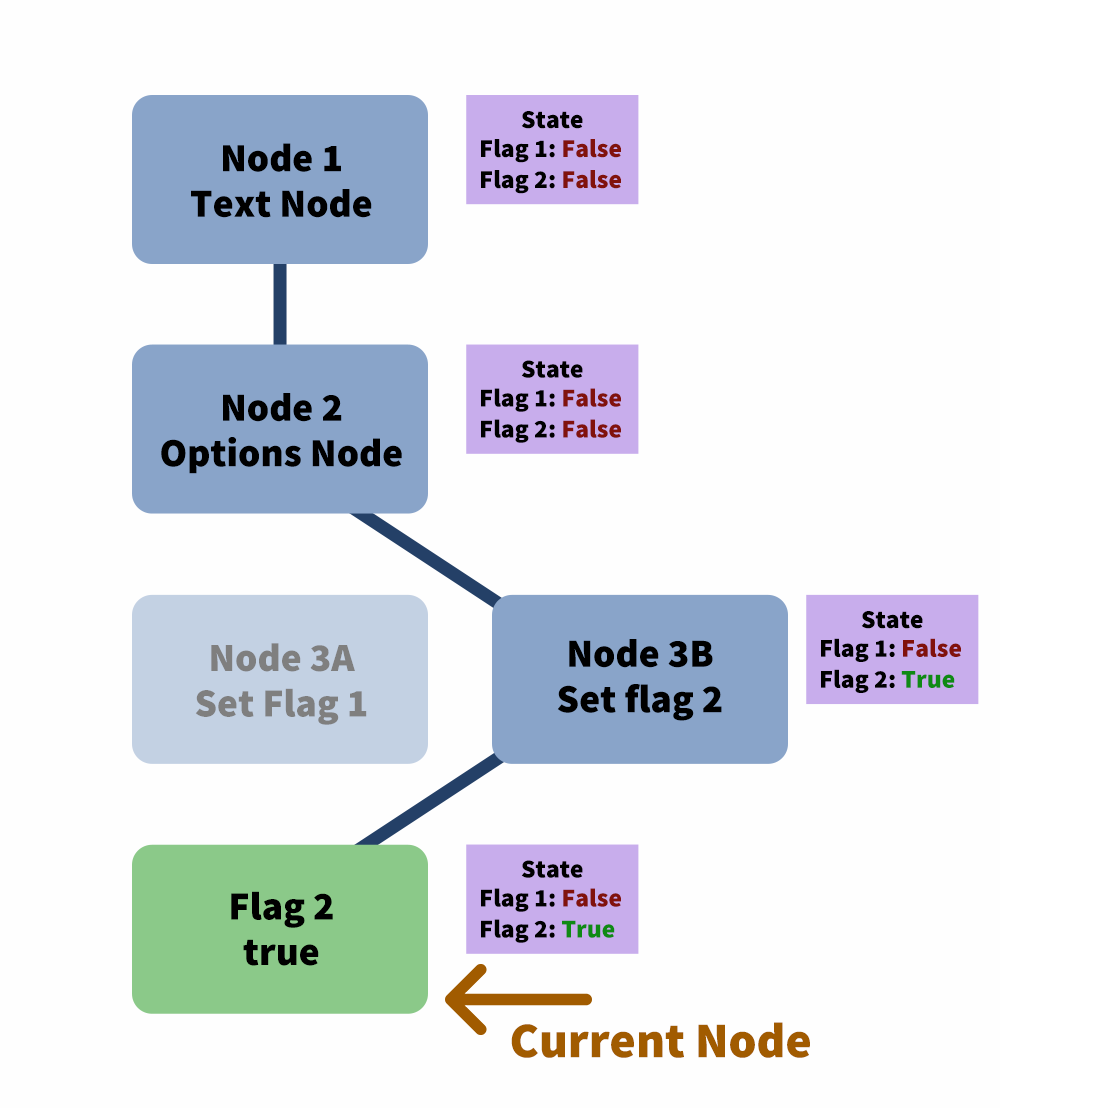 Node 1
Text Node
State
Flag 1: False
Flag 2: False
Node 2
Options Node
State
Flag 1: False
Flag 2: False
Node 3A
Set Flag 1
Node 3B
Set flag 2
State
Flag 1: False
Flag 2: True
Flag 2
true
State
Flag 1: False
Flag 2: True
Current Node